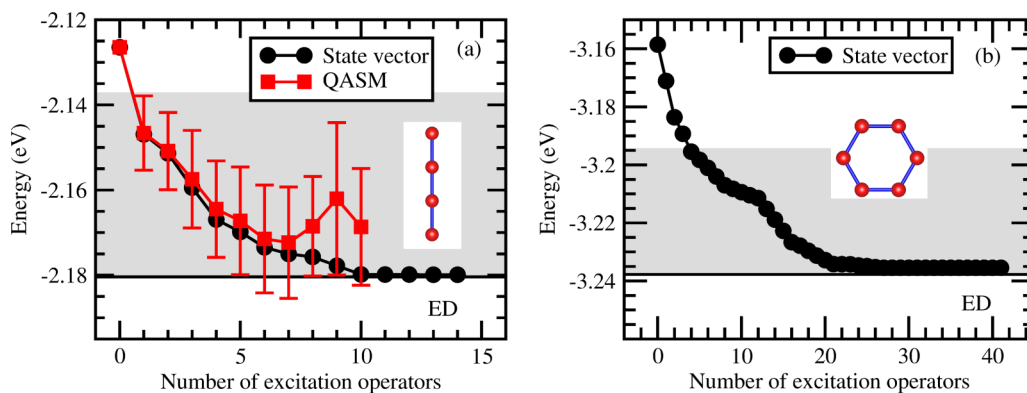 -2.12
-2.14
-2.16
-2.18
Energy (eV)
State vector
QASM
(a)
ED
0
5
10
15
Number of excitation operators
-3.16
-3.18
-3.2
-3.22
-3.24
Energy (eV)
State vector
(b)
ED
0
10
20
30
40
Number of excitation operators